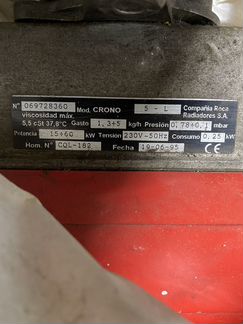 Nº 069728360 Mod. CRONO 5 - L Compañía Roca
viscosidad máx. Radiadores S.A.
5,5 cSt 37,8°C Gasto 1,3÷5 kg/h Presión 0,78÷0,1 mbar
Potencia 15÷60 kW Tensión 230V-50Hz Consumo 0.25 kW
Hom. Nº CQL-182 Fecha 19-06-95 CE